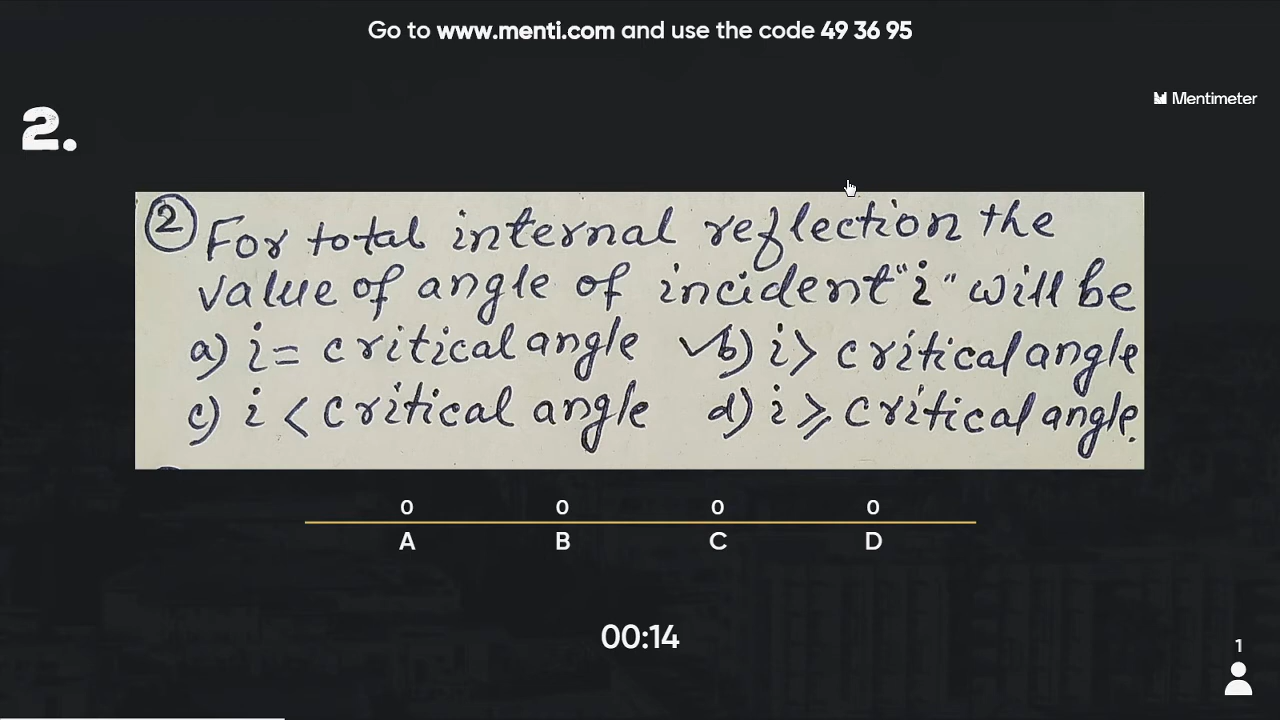 Go to www.menti.com and use the code 49 36 95
Mentimeter
2.
② For total internal reflection the
value of angle of incident "i" will be
a) i = critical angle ✓b) i > critical angle
c) i < critical angle d) i ⩾ critical angle.
0 0 0 0
A B C D
00:14
1